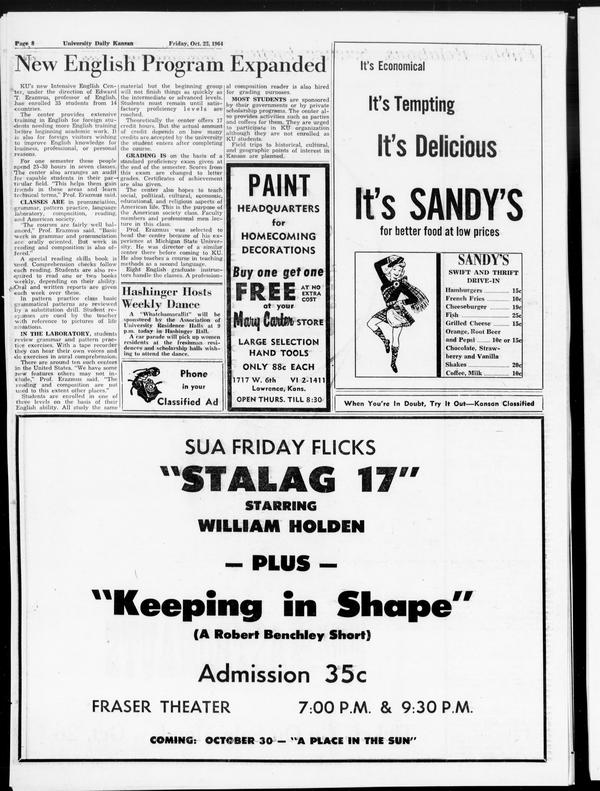 Page 8 University Daily Kansan Friday, Oct. 23, 1964
New English Program Expanded
KU's new Intensive English Center, under the direction of Edward
T. Erazmus, professor of English,
has enrolled 35 students from 14
countries.
The center provides extensive
training in English for foreign students needing more English training
before beginning academic work. It
is also for foreign visitors wishing
to improve English knowledge for
business, professional, or personal
reasons.
For one semester these people
spend 25-30 hours in seven classes.
The center also arranges an audit
for capable students in their particular field. "This helps them gain
friends in these areas and learn
technical terms," Prof. Erazmus said.
CLASSES ARE in pronunciation,
grammar, pattern practice, language
laboratory, composition, reading,
and American society.
"The courses are fairly well balanced," Prof. Erazmus said. "Basic
work in grammar and pronunciation
are orally oriented. But work in
reading and composition is also offered."
A special reading skills book is
used. Comprehension checks follow
each reading. Students are also required to read one or two books
weekly, depending on their ability.
Oral and written reports are given
each week over these.
In pattern practice class basic
grammatical patterns are reviewed
by a substitution drill. Student responses are cued by the teacher
with reference to pictures of life
situations.
IN THE LABORATORY, students
review grammar and pattern practice exercises. With a tape recorder
they can hear their own voices and
do exercises in aural comprehension.
There are around ten such centers
in the United States. "We have some
new features others may not include," Prof. Erazmus said. "The
reading and composition are not
used to this extent other places."
Students are enrolled in one of
three levels on the basis of their
English ability. All study the same
material but the beginning group
will not finish things as quickly as
the intermediate or advanced levels.
Students must remain until satisfactory proficiency levels are
reached.
Theoretically the center offers 17
credit hours. But the actual amount
of credit depends on how many
credits are accepted by the university
the student enters after completing
the course.
GRADING IS on the basis of a
standard proficiency exam given at
the end of the semester. Scores from
this exam are changed to letter
grades. Certificates of achievement
are also given.
The center also hopes to teach
social, political, cultural, economic,
educational, and religious aspects of
American life. This is the purpose of
the American society class. Faculty
members and professional men lecture in this class.
Prof. Erazmus was selected to
head the center because of his experience at Michigan State University. He was director of a similar
center there before coming to KU.
He also teaches a course in teaching
methods as a second language.
Eight English graduate instructors handle the classes. A professional composition reader is also hired
for grading purposes.
MOST STUDENTS are sponsored
by their governments or by private
scholarship programs. The center also provides activities such as parties
and coffees for them. They are urged
to participate in KU organization
although they are not enrolled as
KU students.
Field trips to historical, cultural,
and geographic points of interest in
Kansas are planned.
Hashinger Hosts
Weekly Dance
A "Whatchamaraffit" will be
sponsored by the Association of
University Residence Halls at 9
p.m. today in Hashinger Hall.
A car parade will pick up women
residents at the freshman residences and scholarship halls wishing to attend the dance.
Phone
in your
Classified Ad
PAINT
HEADQUARTERS
for
HOMECOMING
DECORATIONS
Buy one get one
FREE AT NO EXTRA COST
at your
Mary Carter STORE
LARGE SELECTION
HAND TOOLS
ONLY 88c EACH
1717 W. 6th VI 2-1411
Lawrence, Kans.
OPEN THURS. TILL 8:30
It's Economical
It's Tempting
It's Delicious
It's SANDY'S
for better food at low prices
SANDY'S
SWIFT AND THRIFT
DRIVE-IN
Hamburgers 15c
French Fries 10c
Cheeseburger 19c
Fish 25c
Grilled Cheese 15c
Orange, Root Beer
and Pepsi 10c or 15c
Chocolate, Strawberry and Vanilla
Shakes 20c
Coffee, Milk 10c
When You're In Doubt, Try It Out—Kansan Classified
SUA FRIDAY FLICKS
"STALAG 17"
STARRING
WILLIAM HOLDEN
— PLUS —
"Keeping in Shape"
(A Robert Benchley Short)
Admission 35c
FRASER THEATER 7:00 P.M. & 9:30 P.M.
COMING: OCTOBER 30 — "A PLACE IN THE SUN"